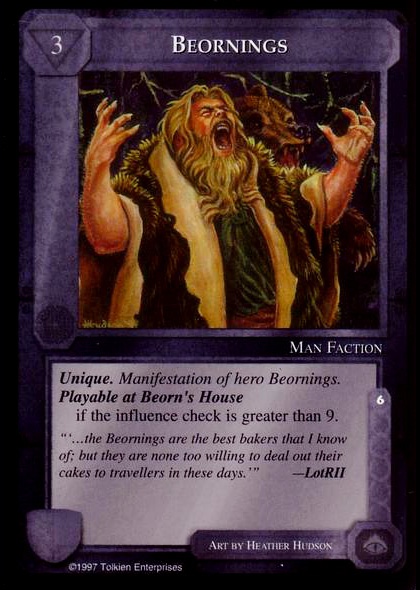 3
BEORNINGS
MAN FACTION
Unique. Manifestation of hero Beornings.
Playable at Beorn's House
if the influence check is greater than 9.
6
“‘...the Beornings are the best bakers that I know
of; but they are none too willing to deal out their
cakes to travellers in these days.’” —LotRII
ART BY HEATHER HUDSON
©1997 Tolkien Enterprises